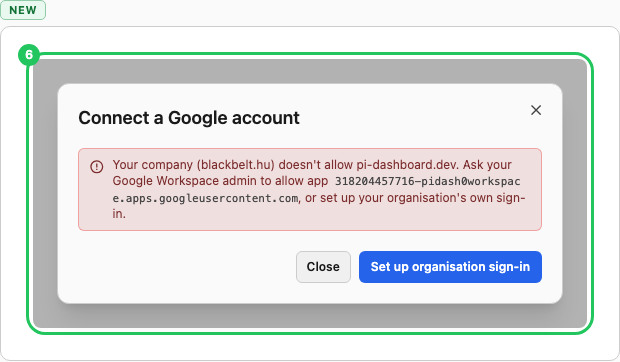 NEW
6
Connect a Google account
Your company (blackbelt.hu) doesn't allow pi-dashboard.dev. Ask your
Google Workspace admin to allow app 318204457716-pidash0workspac
e.apps.googleusercontent.com, or set up your organisation's own sign-
in.
Close
Set up organisation sign-in